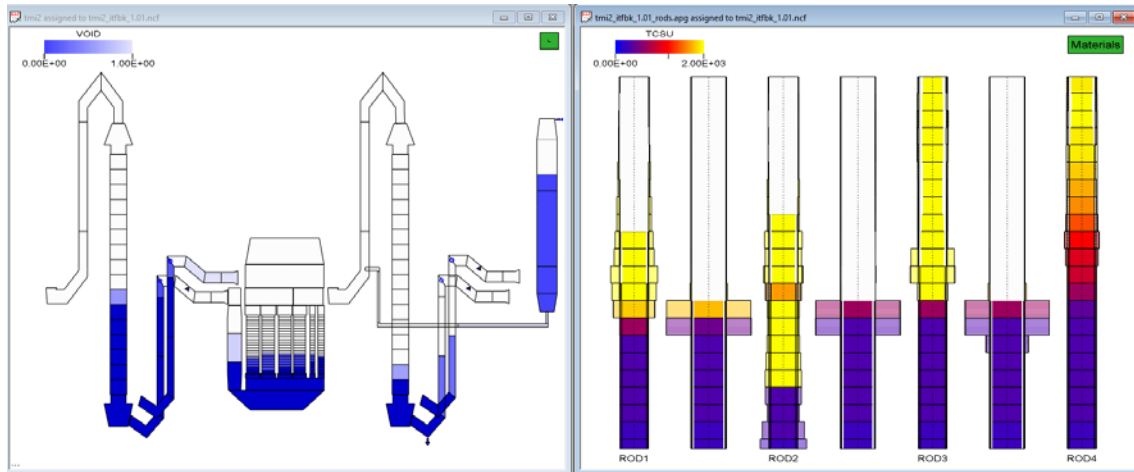 tmi2 assigned to tmi2_itfbk_1.01.ncf
VOID
0.00E+00 1.00E+00
...
tmi2_itfbk_1.01_rods.apg assigned to tmi2_itfbk_1.01.ncf
TCSU
0.00E+00 2.00E+03
Materials
ROD1 ROD2 ROD3 ROD4